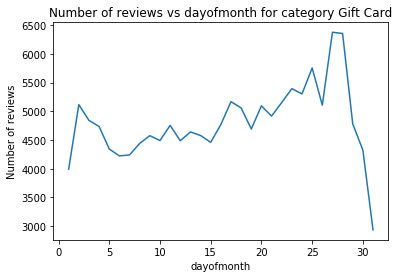 Number of reviews vs dayofmonth for category Gift Card
6500
6000
5500
5000
4500
4000
3500
3000
Number of reviews
0 5 10 15 20 25 30
dayofmonth